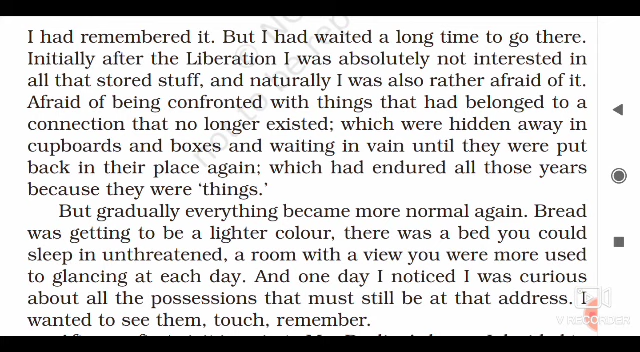 I had remembered it. But I had waited a long time to go there.
Initially after the Liberation I was absolutely not interested in
all that stored stuff, and naturally I was also rather afraid of it.
Afraid of being confronted with things that had belonged to a
connection that no longer existed; which were hidden away in
cupboards and boxes and waiting in vain until they were put
back in their place again; which had endured all those years
because they were ‘things.’
But gradually everything became more normal again. Bread
was getting to be a lighter colour, there was a bed you could
sleep in unthreatened, a room with a view you were more used
to glancing at each day. And one day I noticed I was curious
about all the possessions that must still be at that address. I
wanted to see them, touch, remember.
V RECORDER